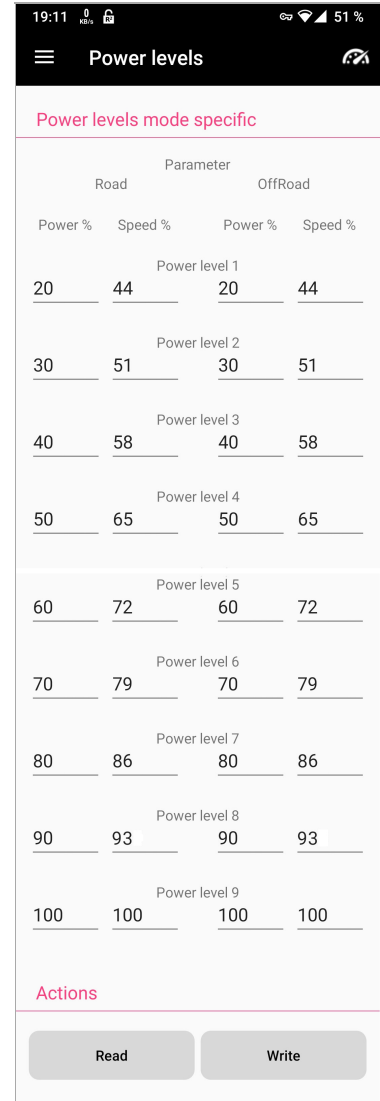 19:11 0 KB/s R² 51 %
Power levels
Power levels mode specific
Parameter
Road OffRoad
Power % Speed % Power % Speed %
Power level 1
20 44 20 44
Power level 2
30 51 30 51
Power level 3
40 58 40 58
Power level 4
50 65 50 65
Power level 5
60 72 60 72
Power level 6
70 79 70 79
Power level 7
80 86 80 86
Power level 8
90 93 90 93
Power level 9
100 100 100 100
Actions
Read Write